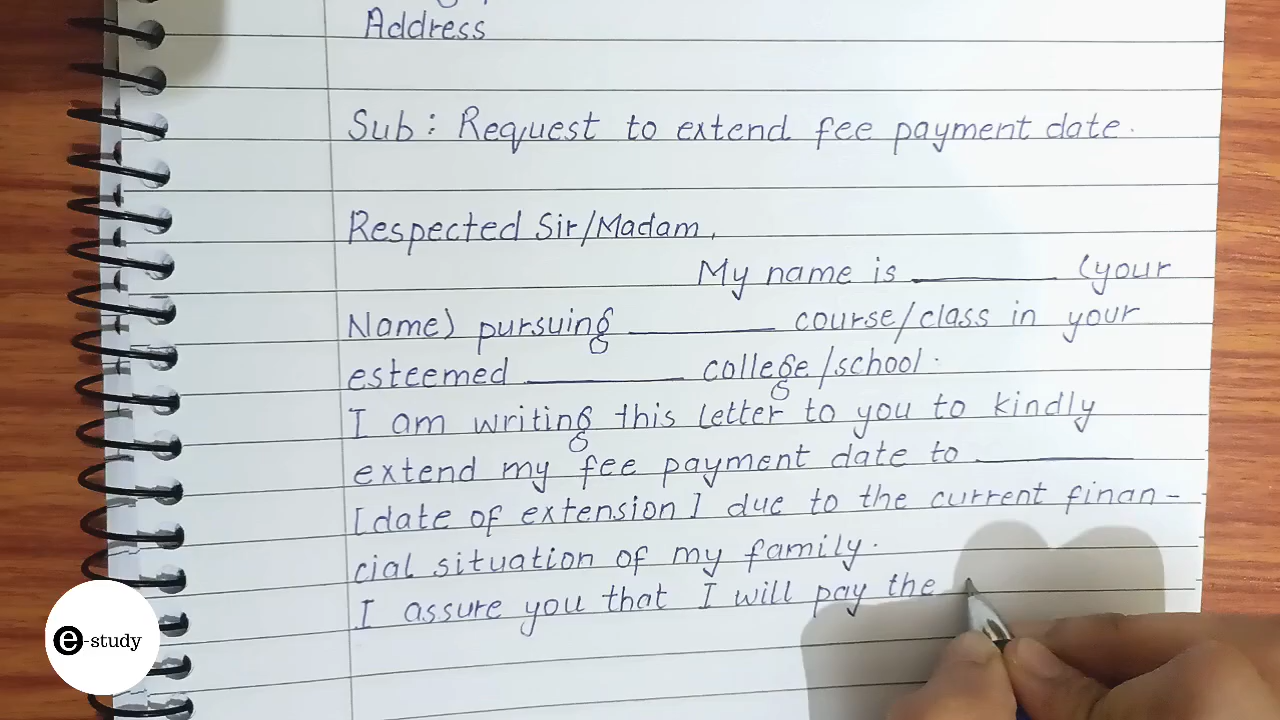 Address
Sub: Request to extend fee payment date.
Respected Sir/Madam,
My name is ________ (your
Name) pursuing ________ course/class in your
esteemed ________ college/school.
I am writing this letter to you to kindly
extend my fee payment date to ________
[date of extension] due to the current finan-
cial situation of my family.
I assure you that I will pay the
e-study